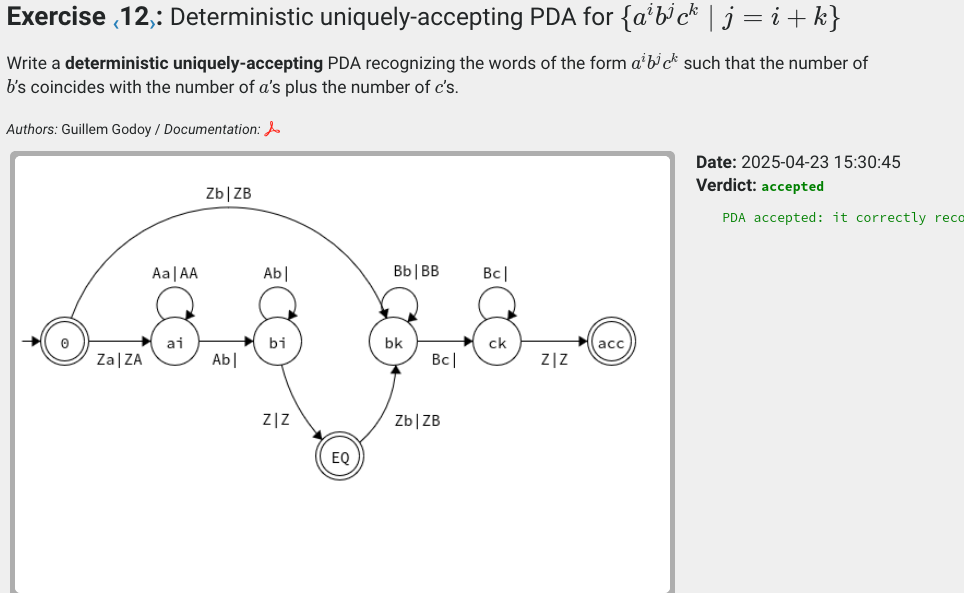 Exercise ‹12›: Deterministic uniquely-accepting PDA for {aⁱbʲcᵏ | j = i + k}
Write a deterministic uniquely-accepting PDA recognizing the words of the form aⁱbʲcᵏ such that the number of
b's coincides with the number of a's plus the number of c's.
Authors: Guillem Godoy / Documentation:
Date: 2025-04-23 15:30:45
Verdict: accepted
PDA accepted: it correctly reco
Zb|ZB
Aa|AA
Ab|
Bb|BB
Bc|
0
ai
bi
bk
ck
acc
Za|ZA
Ab|
Bc|
Z|Z
Z|Z
Zb|ZB
EQ